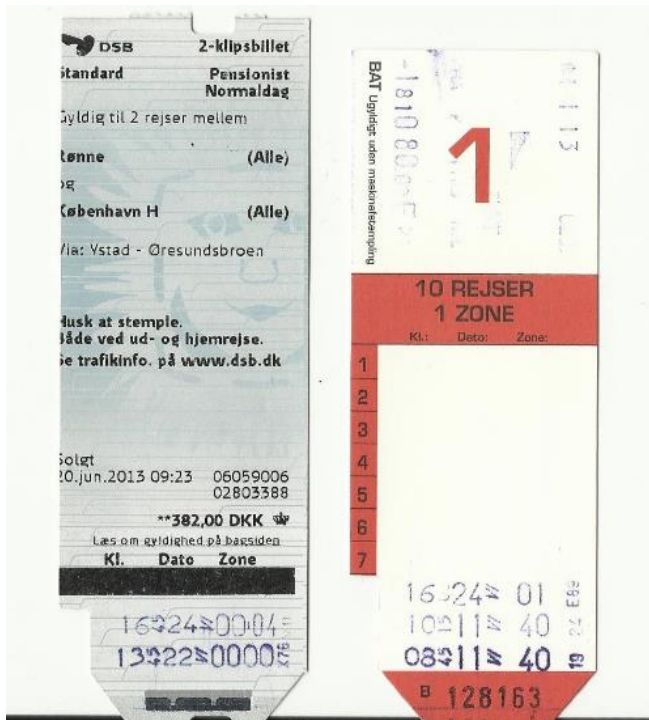 DSB 2-klipsbillet
Standard Pensionist
Normaldag
Gyldig til 2 rejser mellem
Rønne (Alle)
og
København H (Alle)
Via: Ystad - Øresundsbroen
Husk at stemple.
Både ved ud- og hjemrejse.
Se trafikinfo. på www.dsb.dk
Solgt
20.jun.2013 09:23 06059006
02803388
**382,00 DKK
Læs om gyldighed på bagsiden
Kl. Dato Zone
BAT Ugyldigt uden maskinafstempling
1
10 REJSER
1 ZONE
Kl.: Dato: Zone:
1
2
3
4
5
6
7
01
40
40
B 128163